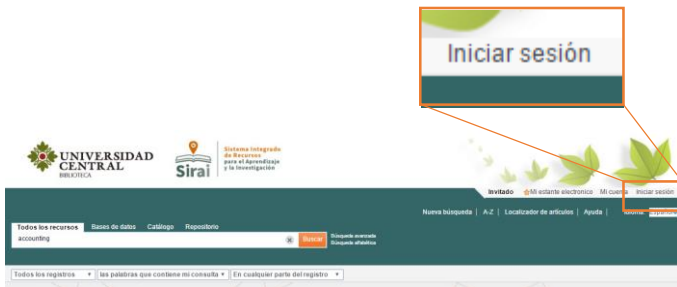 Iniciar sesión
UNIVERSIDAD
CENTRAL
BIBLIOTECA
Sirai
Sistema Integrado
de Recursos
para el Aprendizaje
y la Investigación
Invitado Mi estante electronico Mi cuenta Iniciar sesión
Nueva búsqueda | A-Z | Localizador de artículos | Ayuda | Idioma: Español
Todos los recursos Bases de datos Catálogo Repositorio
accounting Buscar Búsqueda avanzada
Búsqueda alfabética
Todos los registros las palabras que contiene mi consulta En cualquier parte del registro